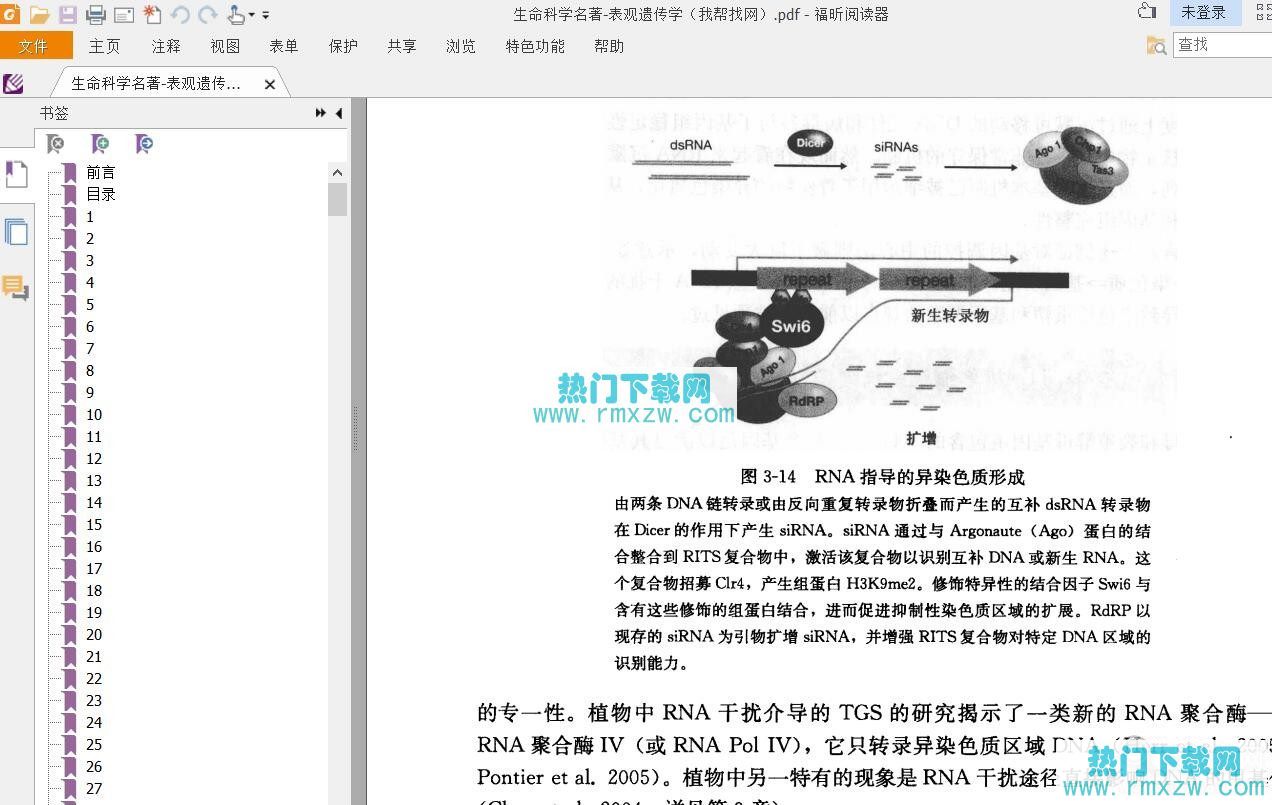 生命科学名著-表观遗传学（我帮找网）.pdf - 福昕阅读器
未登录
文件 主页 注释 视图 表单 保护 共享 浏览 特色功能 帮助
查找
生命科学名著-表观遗传...
书签
前言
目录
1
2
3
4
5
6
7
8
9
10
11
12
13
14
15
16
17
18
19
20
21
22
23
24
25
26
27
dsRNA Dicer siRNAs Ago 1 Chp1 Tas3
repeat repeat
新生转录物
Swi6
Ago 1
RdRP
扩增
热门下载网
www.rmxzw.com
图 3-14 RNA 指导的异染色质形成
由两条 DNA 链转录或由反向重复转录物折叠而产生的互补 dsRNA 转录物
在 Dicer 的作用下产生 siRNA。siRNA 通过与 Argonaute（Ago）蛋白的结
合整合到 RITS 复合物中，激活该复合物以识别互补 DNA 或新生 RNA。这
个复合物招募 Clr4，产生组蛋白 H3K9me2。修饰特异性的结合因子 Swi6 与
含有这些修饰的组蛋白结合，进而促进抑制性染色质区域的扩展。RdRP 以
现存的 siRNA 为引物扩增 siRNA，并增强 RITS 复合物对特定 DNA 区域的
识别能力。
的专一性。植物中 RNA 干扰介导的 TGS 的研究揭示了一类新的 RNA 聚合酶—
RNA 聚合酶 IV（或 RNA Pol IV），它只转录异染色质区域 DNA
Pontier et al. 2005）。植物中另一特有的现象是 RNA 干扰途径
热门下载网
www.rmxzw.com